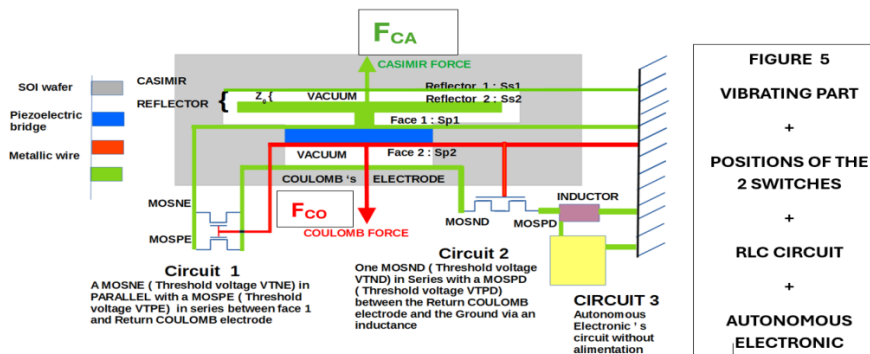 FCA
CASIMIR FORCE
SOI wafer
Piezoelectric
bridge
Metallic wire
CASIMIR
REFLECTOR {
Z0{
VACUUM
Reflector 1 : Ss1
Reflector 2 : Ss2
Face 1 : Sp1
VACUUM
Face 2 : Sp2
COULOMB 's ELECTRODE
FCO
COULOMB FORCE
MOSNE
MOSPE
MOSND
MOSPD
INDUCTOR
Circuit 1
A MOSNE ( Threshold voltage VTNE) in
PARALLEL with a MOSPE ( Threshold
voltage VTPE) in series between face 1
and Return COULOMB electrode
Circuit 2
One MOSND ( Threshold voltage
VTND) in Series with a MOSPD
( Threshold voltage VTPD)
between the Return COULOMB
electrode and the Ground via an
inductance
CIRCUIT 3
Autonomous
Electronic 's
circuit without
alimentation
FIGURE 5
VIBRATING PART
+
POSITIONS OF THE
2 SWITCHES
+
RLC CIRCUIT
+
AUTONOMOUS
ELECTRONIC